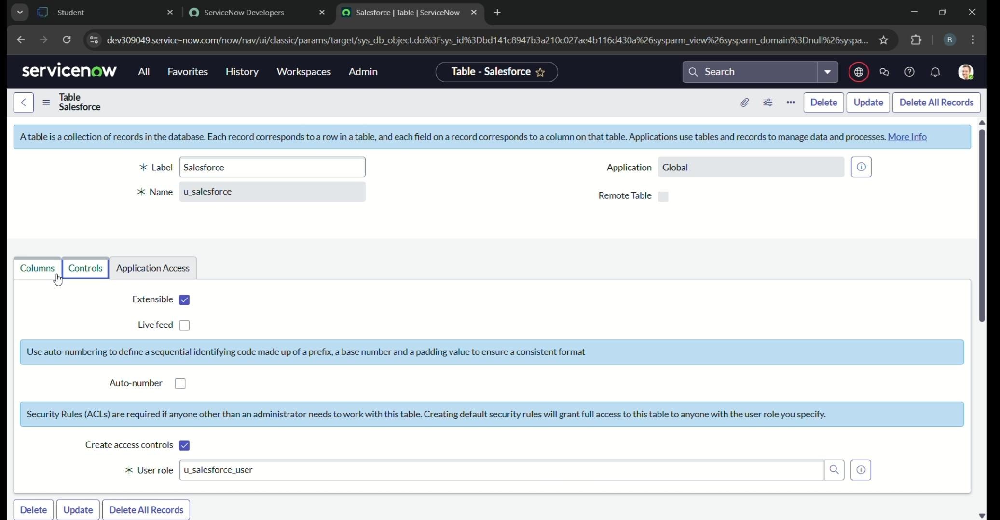 - Student
ServiceNow Developers
Salesforce | Table | ServiceNow
dev309049.service-now.com/now/nav/ui/classic/params/target/sys_db_object.do%3Fsys_id%3Dbd141c8947b3a210c027ae4b116d430a%26sysparm_view%26sysparm_domain%3Dnull%26syspa...
R
servicenow
All
Favorites
History
Workspaces
Admin
Table - Salesforce
Search
Table
Salesforce
Delete
Update
Delete All Records
A table is a collection of records in the database. Each record corresponds to a row in a table, and each field on a record corresponds to a column on that table. Applications use tables and records to manage data and processes. More Info
Label
Salesforce
Application
Global
Name
u_salesforce
Remote Table
Columns
Controls
Application Access
Extensible
Live feed
Use auto-numbering to define a sequential identifying code made up of a prefix, a base number and a padding value to ensure a consistent format
Auto-number
Security Rules (ACLs) are required if anyone other than an administrator needs to work with this table. Creating default security rules will grant full access to this table to anyone with the user role you specify.
Create access controls
User role
u_salesforce_user
Delete
Update
Delete All Records